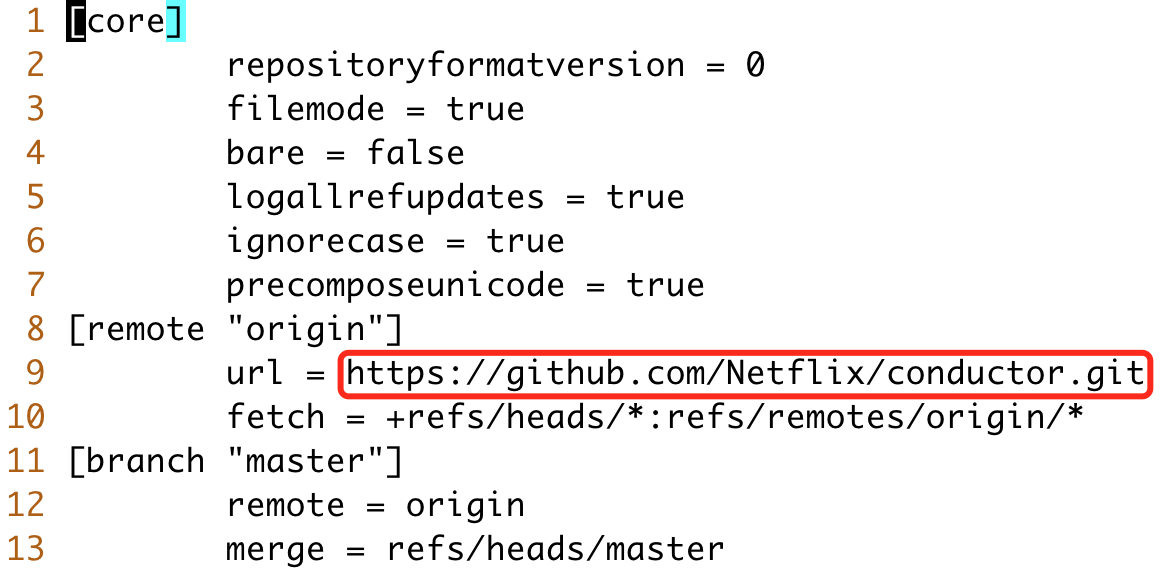 1 [core]
2 repositoryformatversion = 0
3 filemode = true
4 bare = false
5 logallrefupdates = true
6 ignorecase = true
7 precomposeunicode = true
8 [remote "origin"]
9 url = https://github.com/Netflix/conductor.git
10 fetch = +refs/heads/*:refs/remotes/origin/*
11 [branch "master"]
12 remote = origin
13 merge = refs/heads/master